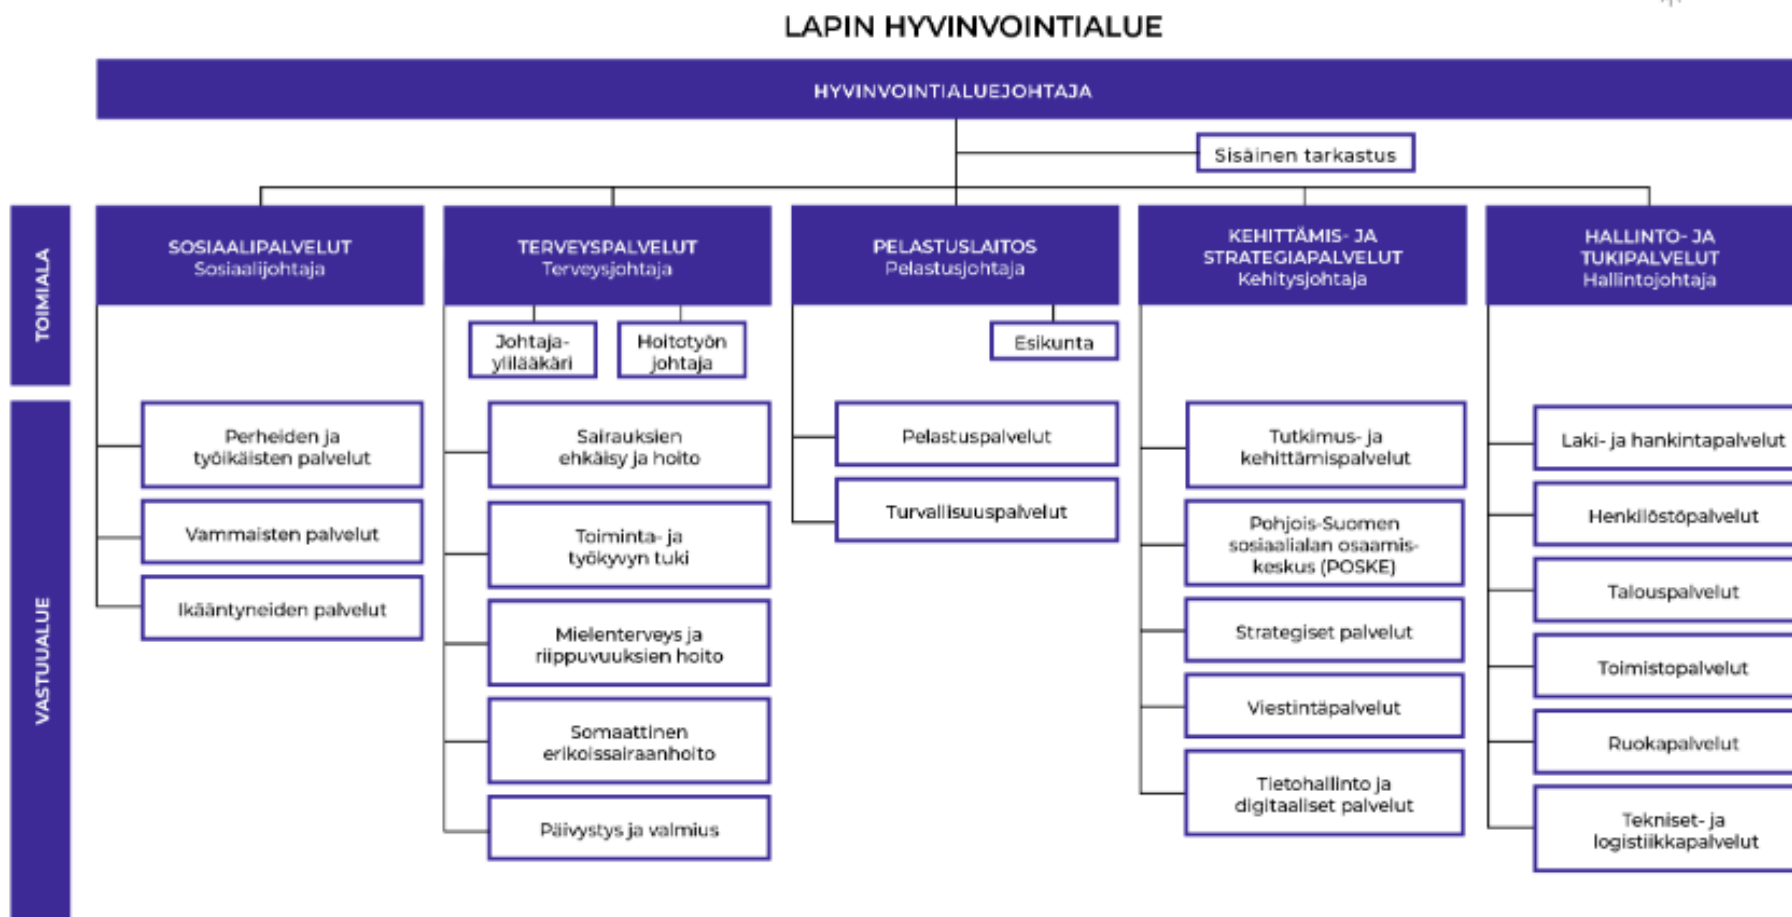 LAPIN HYVINVOINTIALUE
HYVINVOINTIALUEJOHTAJA
Sisäinen tarkastus
TOIMIALA
SOSIAALIPALVELUT
Sosiaalijohtaja
TERVEYSPALVELUT
Terveysjohtaja
Johtaja-
ylilääkäri
Hoitotyön
johtaja
PELASTUSLAITOS
Pelastusjohtaja
Esikunta
KEHITTÄMIS- JA
STRATEGIAPALVELUT
Kehitysjohtaja
HALLINTO- JA
TUKIPALVELUT
Hallintojohtaja
VASTUUALUE
Perheiden ja
työikäisten palvelut
Vammaisten palvelut
Ikääntyneiden palvelut
Sairauksien
ehkäisy ja hoito
Toiminta- ja
työkyvyn tuki
Mielenterveys ja
riippuvuuksien hoito
Somaattinen
erikoissairaanhoito
Päivystys ja valmius
Pelastuspalvelut
Turvallisuuspalvelut
Tutkimus- ja
kehittämispalvelut
Pohjois-Suomen
sosiaalialan osaamis-
keskus (POSKE)
Strategiset palvelut
Viestintäpalvelut
Tietohallinto ja
digitaaliset palvelut
Laki- ja hankintapalvelut
Henkilöstöpalvelut
Talouspalvelut
Toimistopalvelut
Ruokapalvelut
Tekniset- ja
logistiikkapalvelut